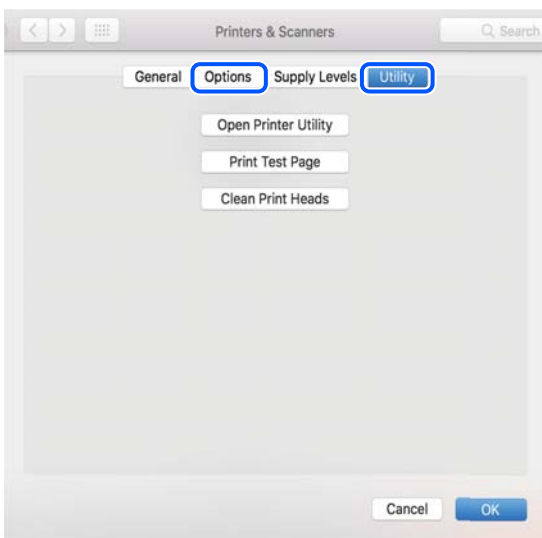 Printers & Scanners Search
General Options Supply Levels Utility
Open Printer Utility
Print Test Page
Clean Print Heads
Cancel OK